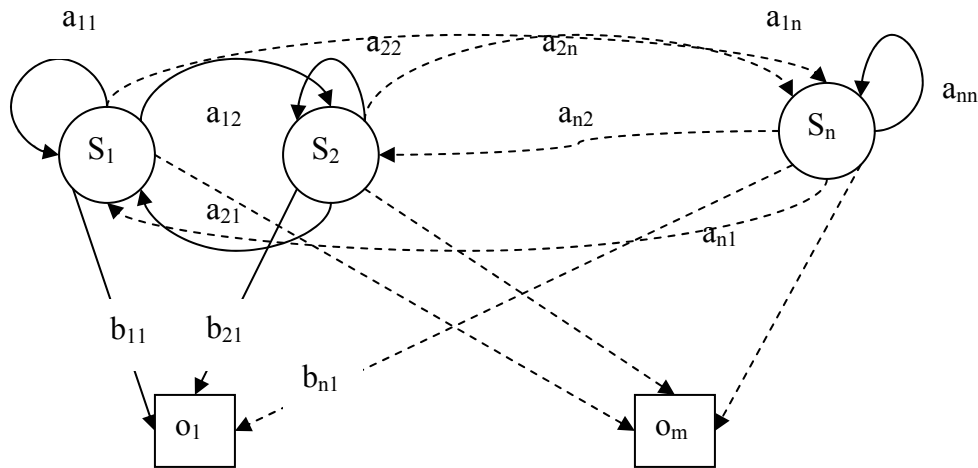 a₁₁
a₂₂
a₂ₙ
a₁ₙ
aₙₙ
a₁₂
aₙ₂
S₁
S₂
Sₙ
a₂₁
aₙ₁
b₁₁
b₂₁
bₙ₁
o₁
oₘ